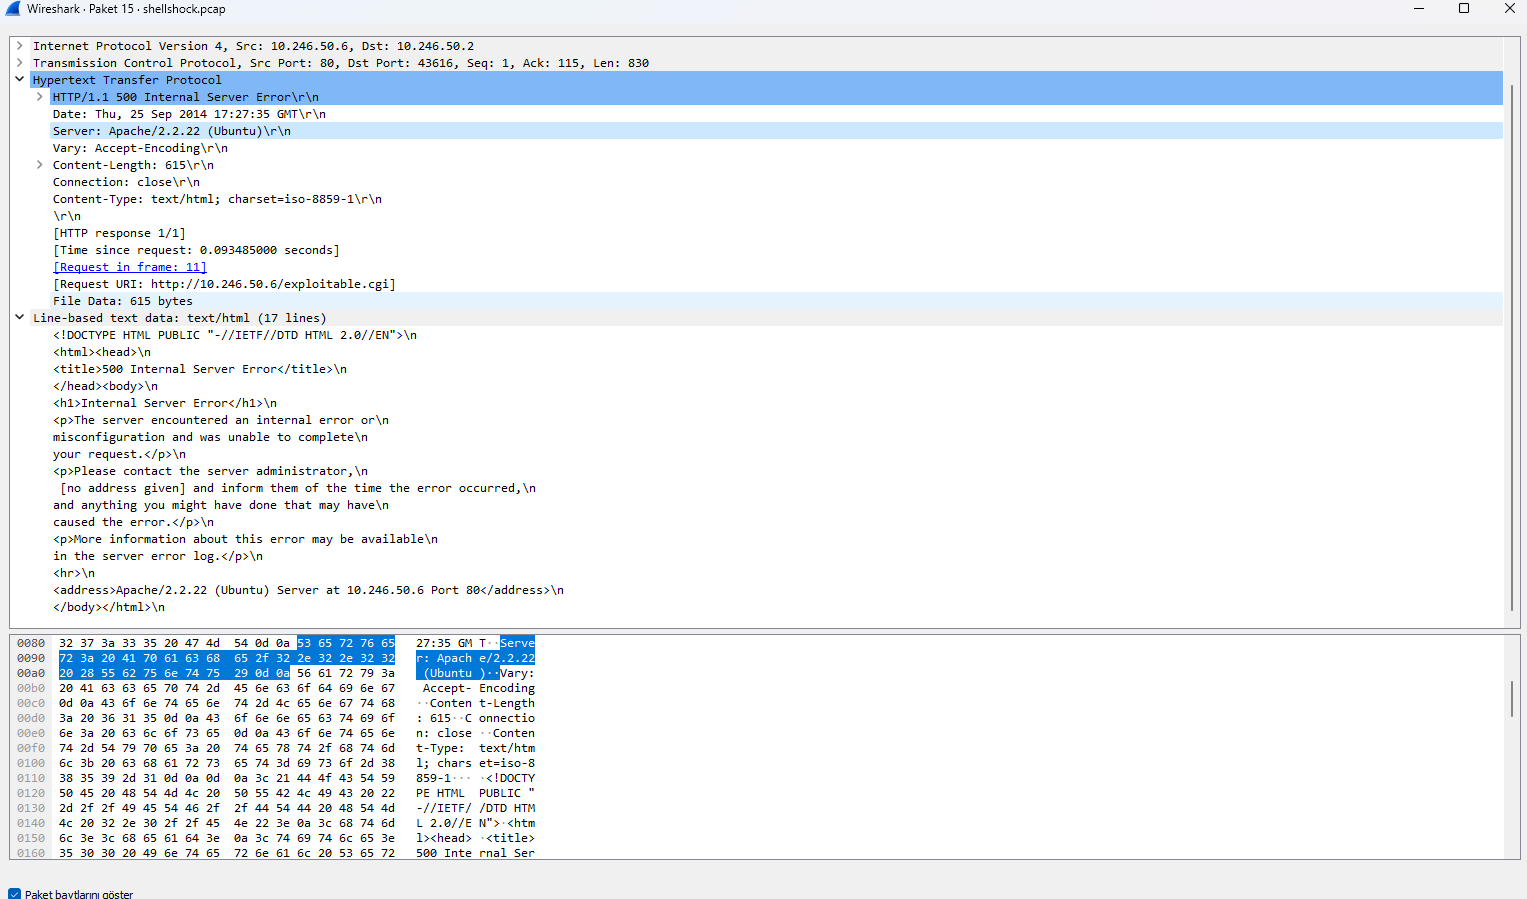 Wireshark · Paket 15 · shellshock.pcap
Internet Protocol Version 4, Src: 10.246.50.6, Dst: 10.246.50.2
Transmission Control Protocol, Src Port: 80, Dst Port: 43616, Seq: 1, Ack: 115, Len: 830
Hypertext Transfer Protocol
HTTP/1.1 500 Internal Server Error\r\n
Date: Thu, 25 Sep 2014 17:27:35 GMT\r\n
Server: Apache/2.2.22 (Ubuntu)\r\n
Vary: Accept-Encoding\r\n
Content-Length: 615\r\n
Connection: close\r\n
Content-Type: text/html; charset=iso-8859-1\r\n
\r\n
[HTTP response 1/1]
[Time since request: 0.093485000 seconds]
[Request in frame: 11]
[Request URI: http://10.246.50.6/exploitable.cgi]
File Data: 615 bytes
Line-based text data: text/html (17 lines)
<!DOCTYPE HTML PUBLIC "-//IETF//DTD HTML 2.0//EN">\n
<html><head>\n
<title>500 Internal Server Error</title>\n
</head><body>\n
<h1>Internal Server Error</h1>\n
<p>The server encountered an internal error or\n
misconfiguration and was unable to complete\n
your request.</p>\n
<p>Please contact the server administrator,\n
[no address given] and inform them of the time the error occurred,\n
and anything you might have done that may have\n
caused the error.</p>\n
<p>More information about this error may be available\n
in the server error log.</p>\n
<hr>\n
<address>Apache/2.2.22 (Ubuntu) Server at 10.246.50.6 Port 80</address>\n
</body></html>\n
0080 32 37 3a 33 35 20 47 4d 54 0d 0a 53 65 72 76 65 27:35 GM T··Serve
0090 72 3a 20 41 70 61 63 68 65 2f 32 2e 32 2e 32 32 r: Apach e/2.2.22
00a0 20 28 55 62 75 6e 74 75 29 0d 0a 56 61 72 79 3a (Ubuntu )··Vary:
00b0 20 41 63 63 65 70 74 2d 45 6e 63 6f 64 69 6e 67 Accept- Encoding
00c0 0d 0a 43 6f 6e 74 65 6e 74 2d 4c 65 6e 67 74 68 ··Conten t-Length
00d0 3a 20 36 31 35 0d 0a 43 6f 6e 6e 65 63 74 69 6f : 615··C onnectio
00e0 6e 3a 20 63 6c 6f 73 65 0d 0a 43 6f 6e 74 65 6e n: close ··Conten
00f0 74 2d 54 79 70 65 3a 20 74 65 78 74 2f 68 74 6d t-Type: text/htm
0100 6c 3b 20 63 68 61 72 73 65 74 3d 69 73 6f 2d 38 l; chars et=iso-8
0110 38 35 39 2d 31 0d 0a 0d 0a 3c 21 44 4f 43 54 59 859-1··· ·<!DOCTY
0120 50 45 20 48 54 4d 4c 20 50 55 42 4c 49 43 20 22 PE HTML PUBLIC "
0130 2d 2f 2f 49 45 54 46 2f 2f 44 54 44 20 48 54 4d -//IETF/ /DTD HTM
0140 4c 20 32 2e 30 2f 2f 45 4e 22 3e 0a 3c 68 74 6d L 2.0//E N">·<htm
0150 6c 3e 3c 68 65 61 64 3e 0a 3c 74 69 74 6c 65 3e l><head> ·<title>
0160 35 30 30 20 49 6e 74 65 72 6e 61 6c 20 53 65 72 500 Inte rnal Ser
Paket baytlarını göster